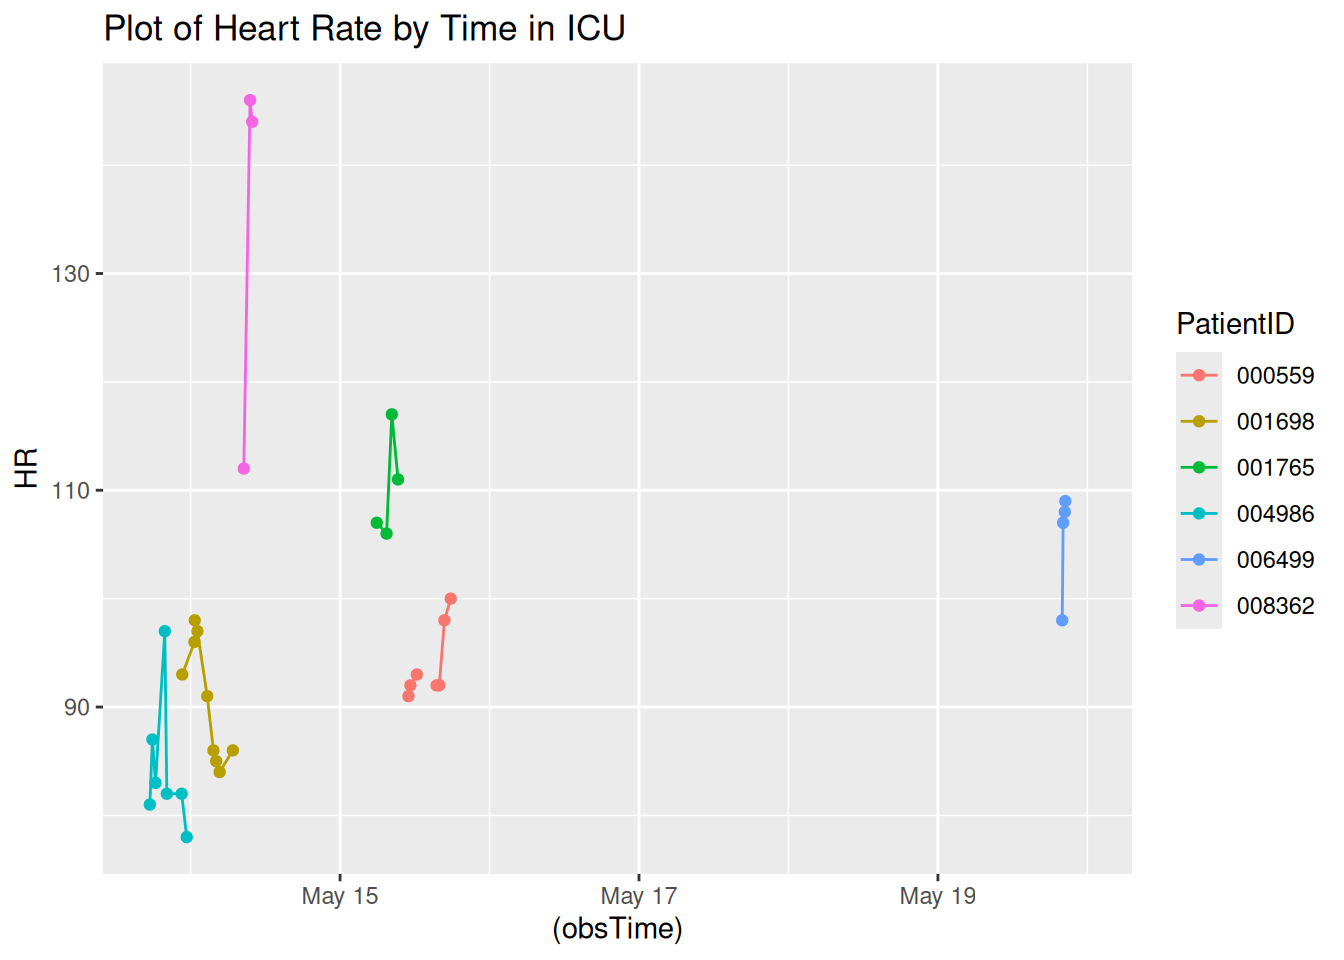 Plot of Heart Rate by Time in ICU
HR
130
110
90
May 15
May 17
May 19
(obsTime)
PatientID
000559
001698
001765
004986
006499
008362